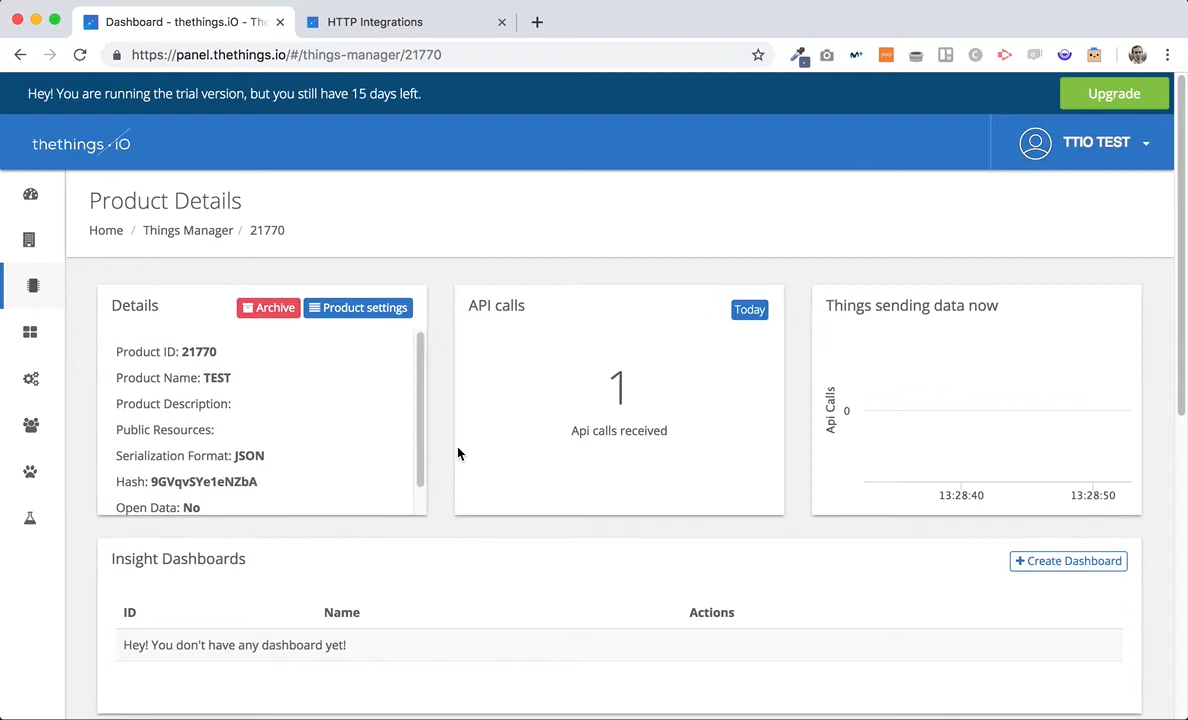 Dashboard - thethings.iO - Th
HTTP Integrations
https://panel.thethings.io/#/things-manager/21770
Hey! You are running the trial version, but you still have 15 days left.
Upgrade
thethings.iO
TTIO TEST
Product Details
Home / Things Manager / 21770
Details
Archive
Product settings
Product ID: 21770
Product Name: TEST
Product Description:
Public Resources:
Serialization Format: JSON
Hash: 9GVqvSYe1eNZbA
Open Data: No
API calls
Today
1
Api calls received
Things sending data now
Api Calls
0
13:28:40
13:28:50
Insight Dashboards
+ Create Dashboard
ID Name Actions
Hey! You don't have any dashboard yet!